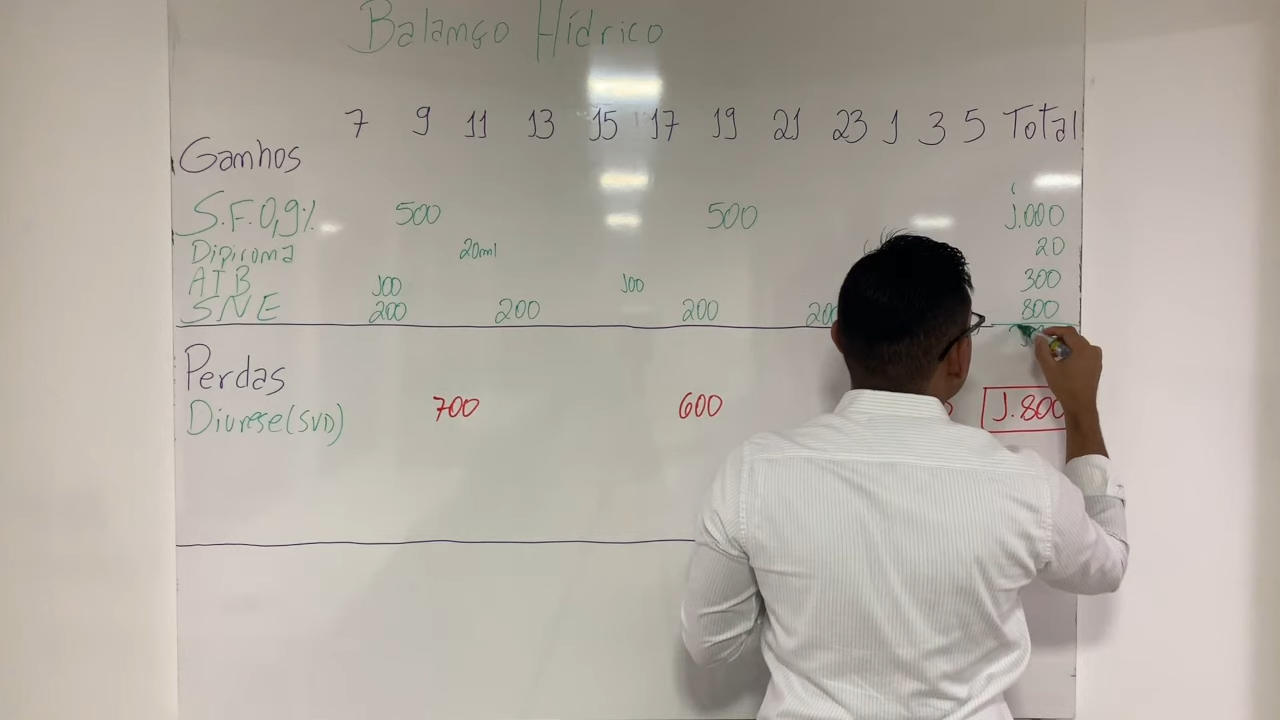 Balanço Hídrico
7 9 11 13 15 17 19 21 23 1 3 5 Total
Ganhos
S.F. 0,9% 500 500 1.000
Dipirona 20ml 20
ATB 100 100 300
SNE 200 200 200 200 800
Perdas
Diurese (SVD) 700 600 1.800